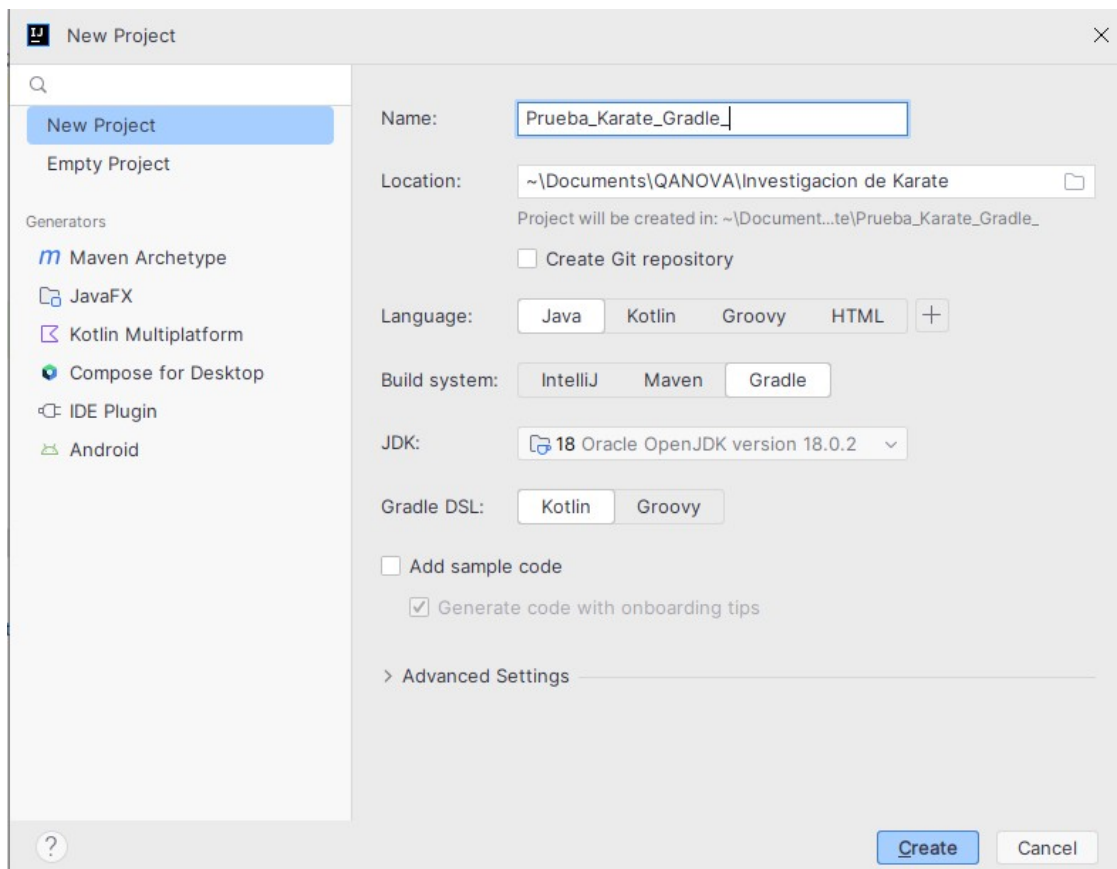 New Project
New Project
Empty Project
Generators
Maven Archetype
JavaFX
Kotlin Multiplatform
Compose for Desktop
IDE Plugin
Android
Name: Prueba_Karate_Gradle_
Location: ~\Documents\QANOVA\Investigacion de Karate
Project will be created in: ~\Document...te\Prueba_Karate_Gradle_
Create Git repository
Language: Java Kotlin Groovy HTML +
Build system: IntelliJ Maven Gradle
JDK: 18 Oracle OpenJDK version 18.0.2
Gradle DSL: Kotlin Groovy
Add sample code
Generate code with onboarding tips
> Advanced Settings
? Create Cancel